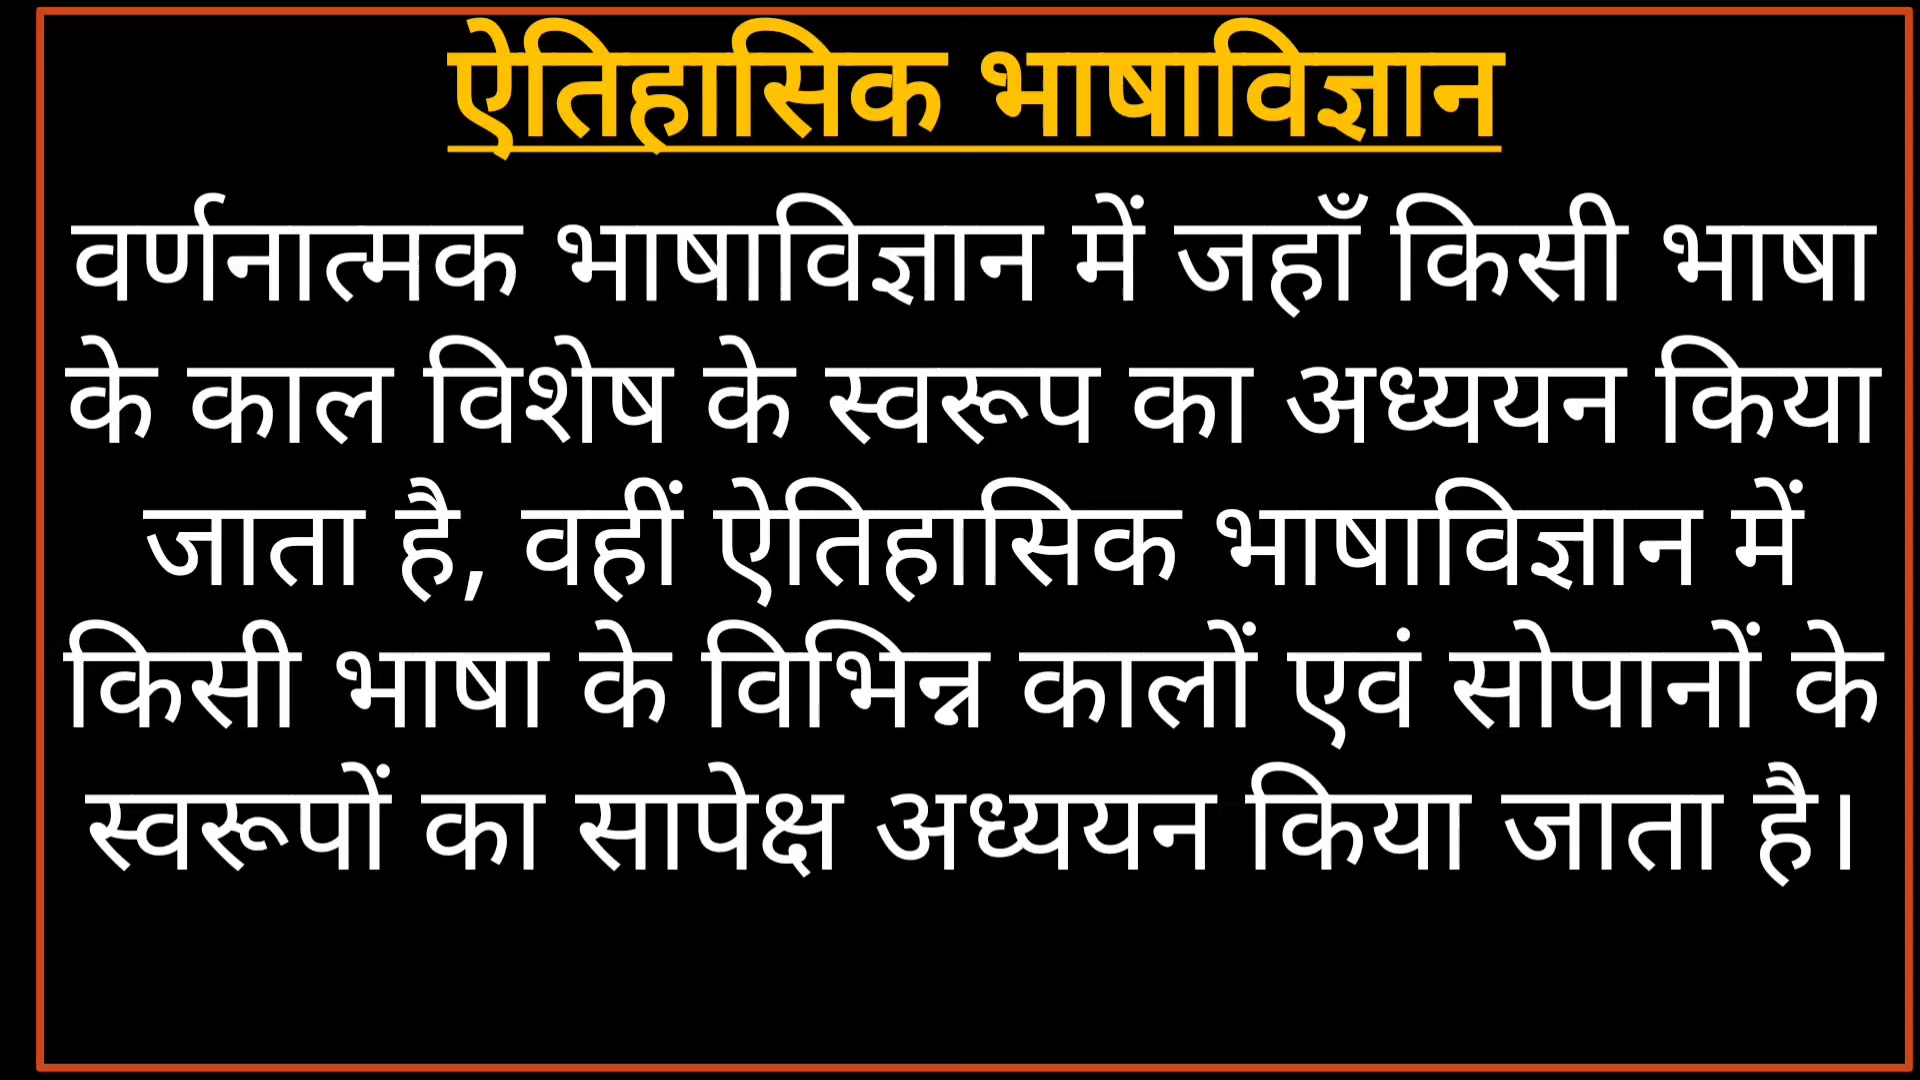 ऐतिहासिक भाषाविज्ञान
वर्णनात्मक भाषाविज्ञान में जहाँ किसी भाषा
के काल विशेष के स्वरूप का अध्ययन किया
जाता है, वहीं ऐतिहासिक भाषाविज्ञान में
किसी भाषा के विभिन्न कालों एवं सोपानों के
स्वरूपों का सापेक्ष अध्ययन किया जाता है।